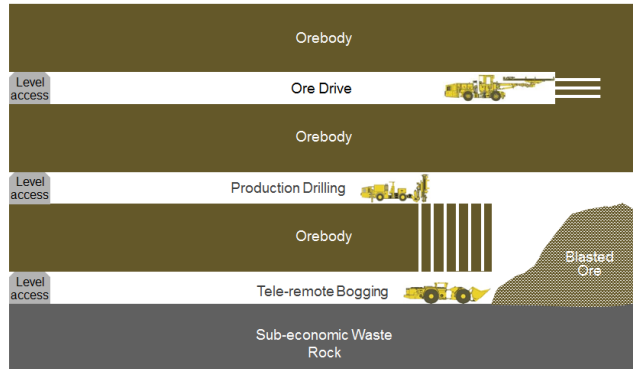 Orebody
Level
access
Ore Drive
Orebody
Level
access
Production Drilling
Orebody
Blasted
Ore
Level
access
Tele-remote Bogging
Sub-economic Waste
Rock